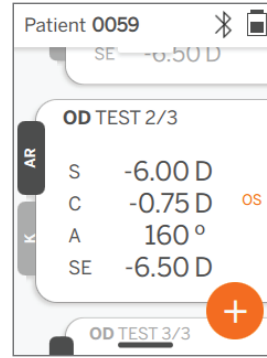 Patient 0059
SE -6.50 D
OD TEST 2/3
AR
S -6.00 D
C -0.75 D
OS
K
A 160 º
SE -6.50 D
+
OD TEST 3/3